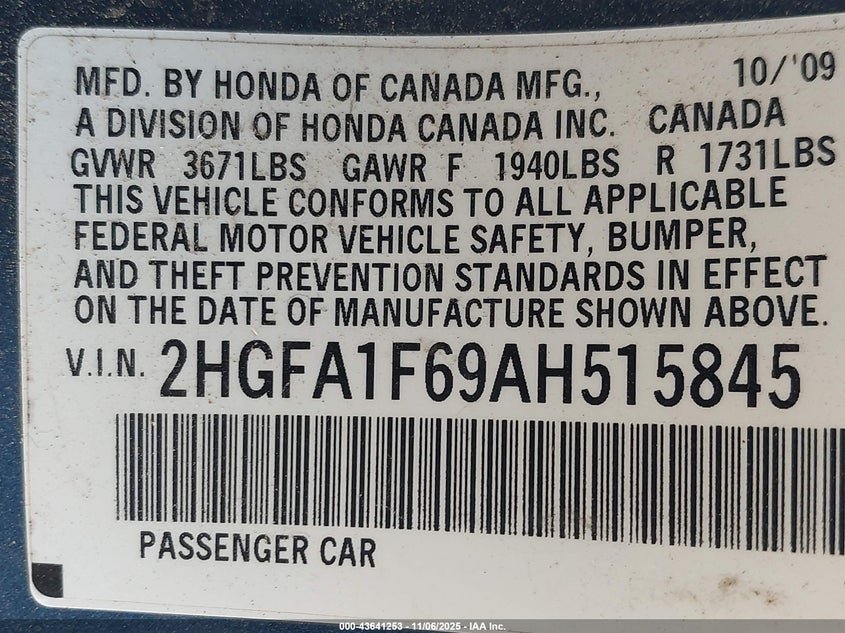 10/'09
MFD. BY HONDA OF CANADA MFG.,
A DIVISION OF HONDA CANADA INC. CANADA
GVWR 3671LBS GAWR F 1940LBS R 1731LBS
THIS VEHICLE CONFORMS TO ALL APPLICABLE
FEDERAL MOTOR VEHICLE SAFETY, BUMPER,
AND THEFT PREVENTION STANDARDS IN EFFECT
ON THE DATE OF MANUFACTURE SHOWN ABOVE.
V.I.N. 2HGFA1F69AH515845
PASSENGER CAR
000-43641253 - 11/06/2025 - IAA Inc.